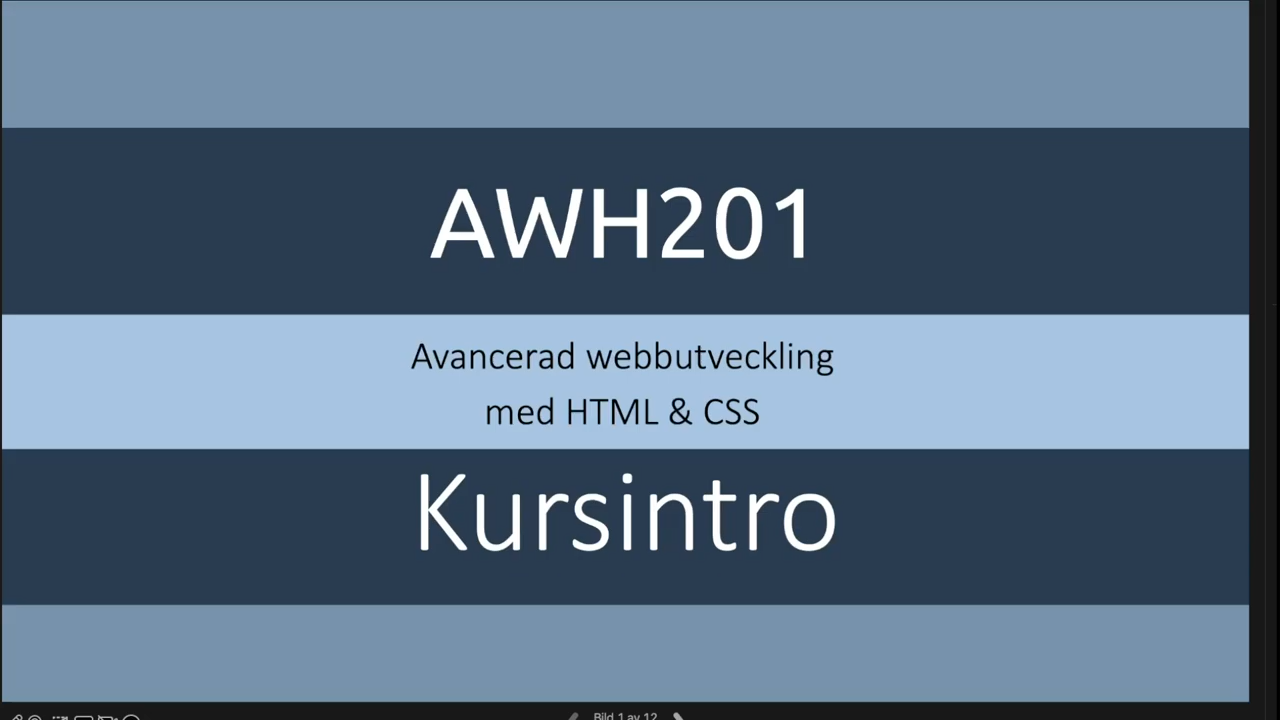 AWH201
Avancerad webbutveckling
med HTML & CSS
Kursintro
Bild 1 av 12